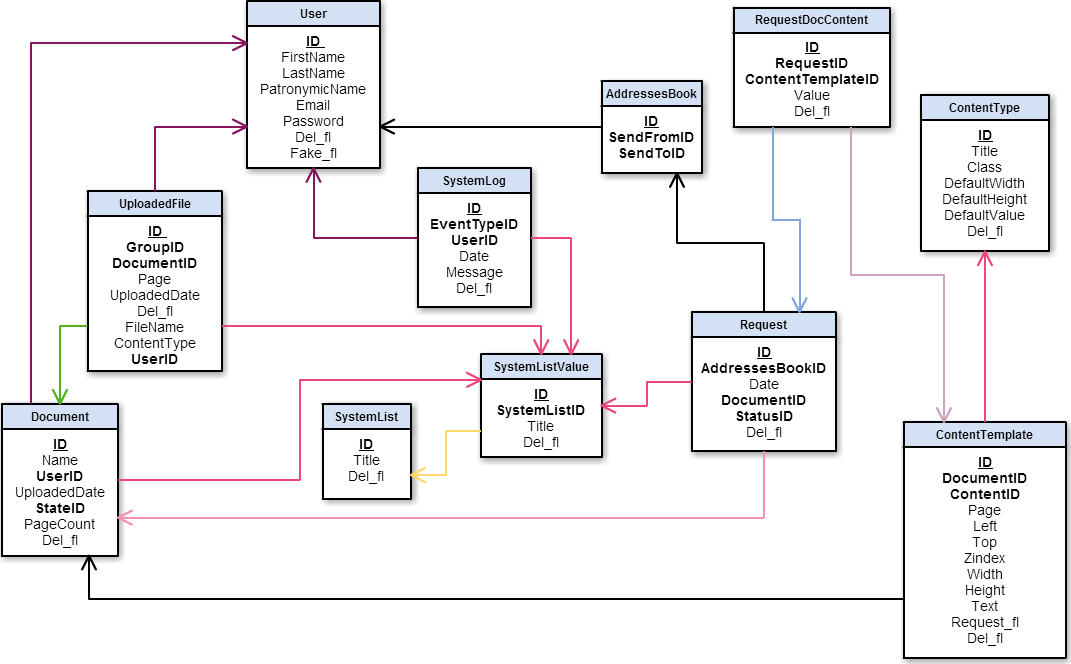 User
ID
FirstName
LastName
PatronymicName
Email
Password
Del_fl
Fake_fl
RequestDocContent
ID
RequestID
ContentTemplateID
Value
Del_fl
AddressesBook
ID
SendFromID
SendToID
ContentType
ID
Title
Class
DefaultWidth
DefaultHeight
DefaultValue
Del_fl
SystemLog
ID
EventTypeID
UserID
Date
Message
Del_fl
UploadedFile
ID
GroupID
DocumentID
Page
UploadedDate
Del_fl
FileName
ContentType
UserID
Request
ID
AddressesBookID
Date
DocumentID
StatusID
Del_fl
SystemListValue
ID
SystemListID
Title
Del_fl
Document
ID
Name
UserID
UploadedDate
StateID
PageCount
Del_fl
SystemList
ID
Title
Del_fl
ContentTemplate
ID
DocumentID
ContentID
Page
Left
Top
Zindex
Width
Height
Text
Request_fl
Del_fl